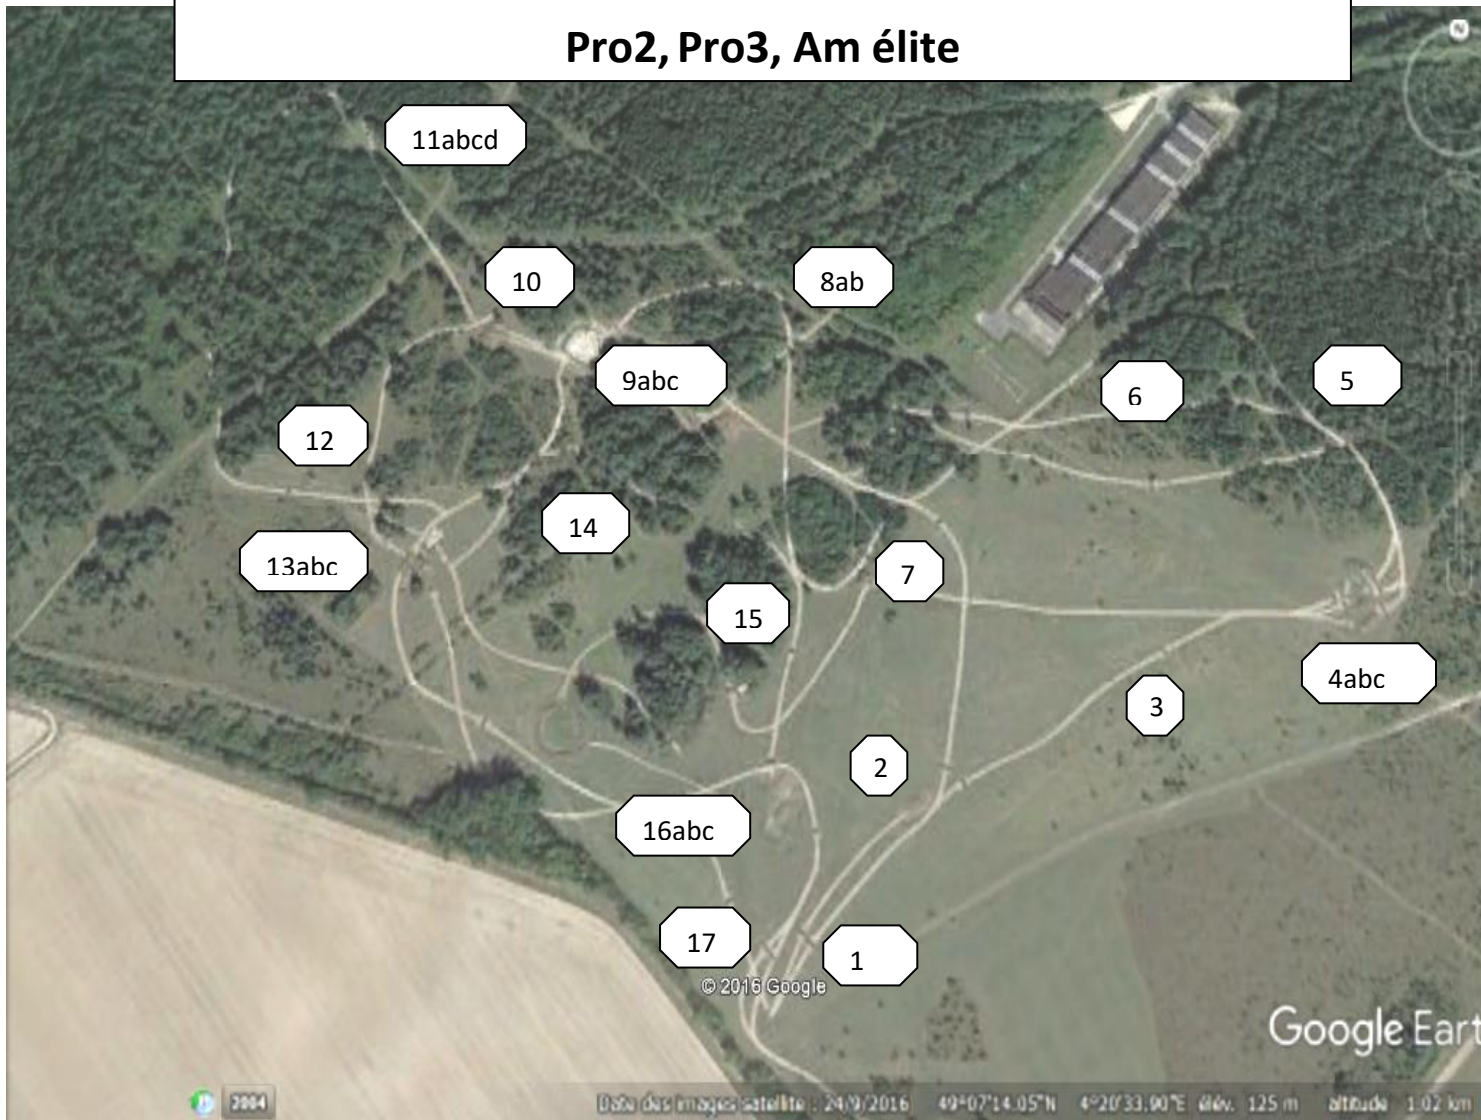 Pro2, Pro3, Am élite
11abcd
10
8ab
9abc
6
5
12
14
13abc
7
15
4abc
3
2
16abc
17
1
© 2016 Google
Google Eart
2004
Date des images satellite : 24/9/2016 49°07'14.05"N 4°20'33.90"E élév. 125 m altitude 1.02 km